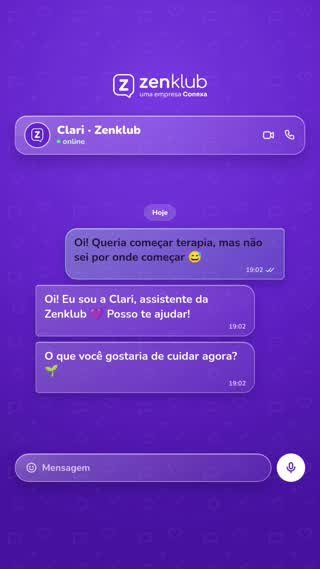 zenklub
uma empresa Conexa
Clari · Zenklub
online
Hoje
Oi! Queria começar terapia, mas não
sei por onde começar 😅
19:02
Oi! Eu sou a Clari, assistente da
Zenklub 💜 Posso te ajudar!
19:02
O que você gostaria de cuidar agora?
🌱
19:02
Mensagem